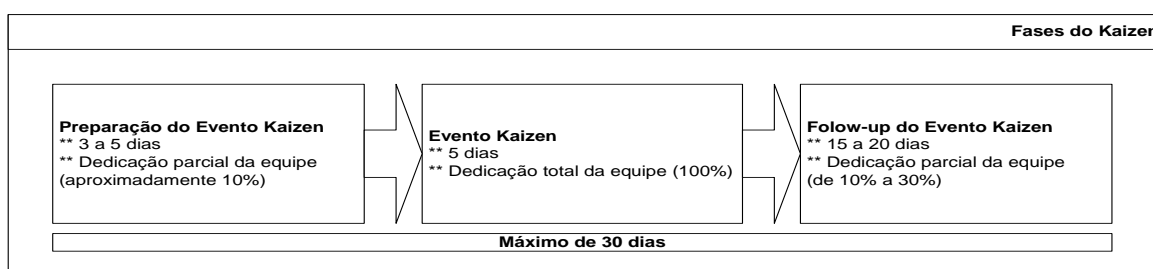 Fases do Kaizen
Preparação do Evento Kaizen
** 3 a 5 dias
** Dedicação parcial da equipe
(aproximadamente 10%)
Evento Kaizen
** 5 dias
** Dedicação total da equipe (100%)
Folow-up do Evento Kaizen
** 15 a 20 dias
** Dedicação parcial da equipe
(de 10% a 30%)
Máximo de 30 dias